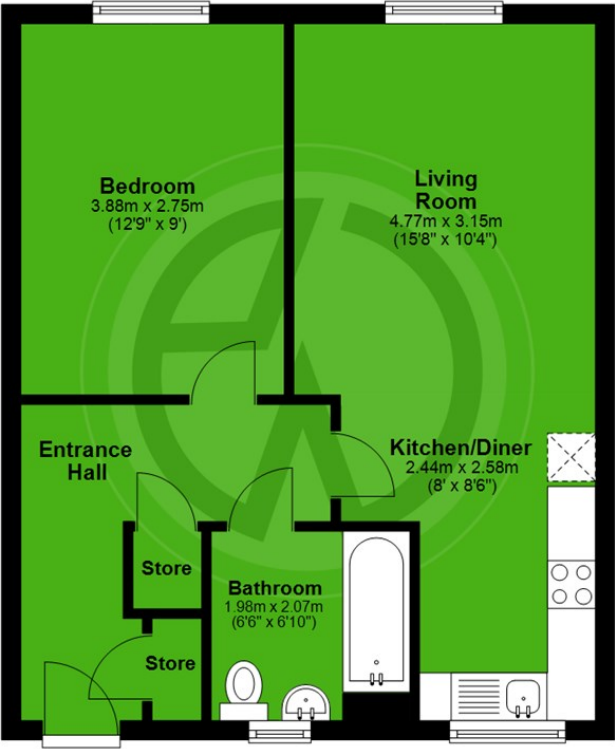 Bedroom
3.88m x 2.75m
(12'9" x 9')
Living
Room
4.77m x 3.15m
(15'8" x 10'4")
Entrance
Hall
Kitchen/Diner
2.44m x 2.58m
(8' x 8'6")
Store
Bathroom
1.98m x 2.07m
(6'6" x 6'10")
Store